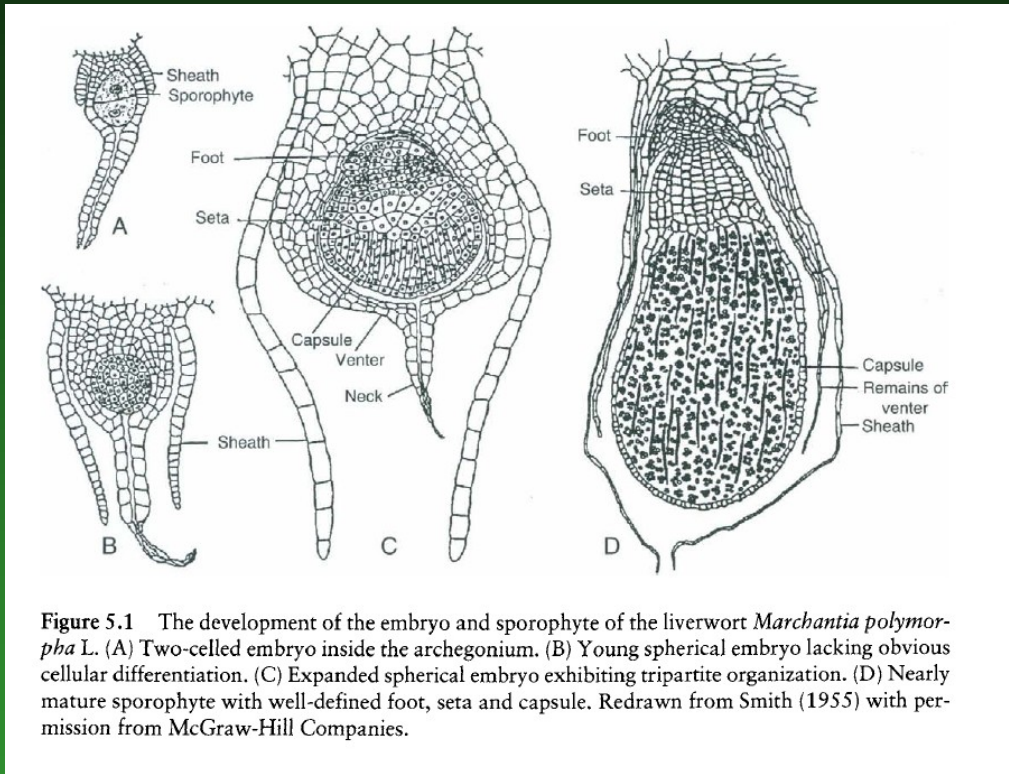 Sheath
Sporophyte
A
Foot
Seta
Capsule
Venter
Neck
Sheath
B
C
Foot
Seta
Capsule
Remains of
venter
Sheath
D
Figure 5.1 The development of the embryo and sporophyte of the liverwort Marchantia polymor-
pha L. (A) Two-celled embryo inside the archegonium. (B) Young spherical embryo lacking obvious
cellular differentiation. (C) Expanded spherical embryo exhibiting tripartite organization. (D) Nearly
mature sporophyte with well-defined foot, seta and capsule. Redrawn from Smith (1955) with per-
mission from McGraw-Hill Companies.